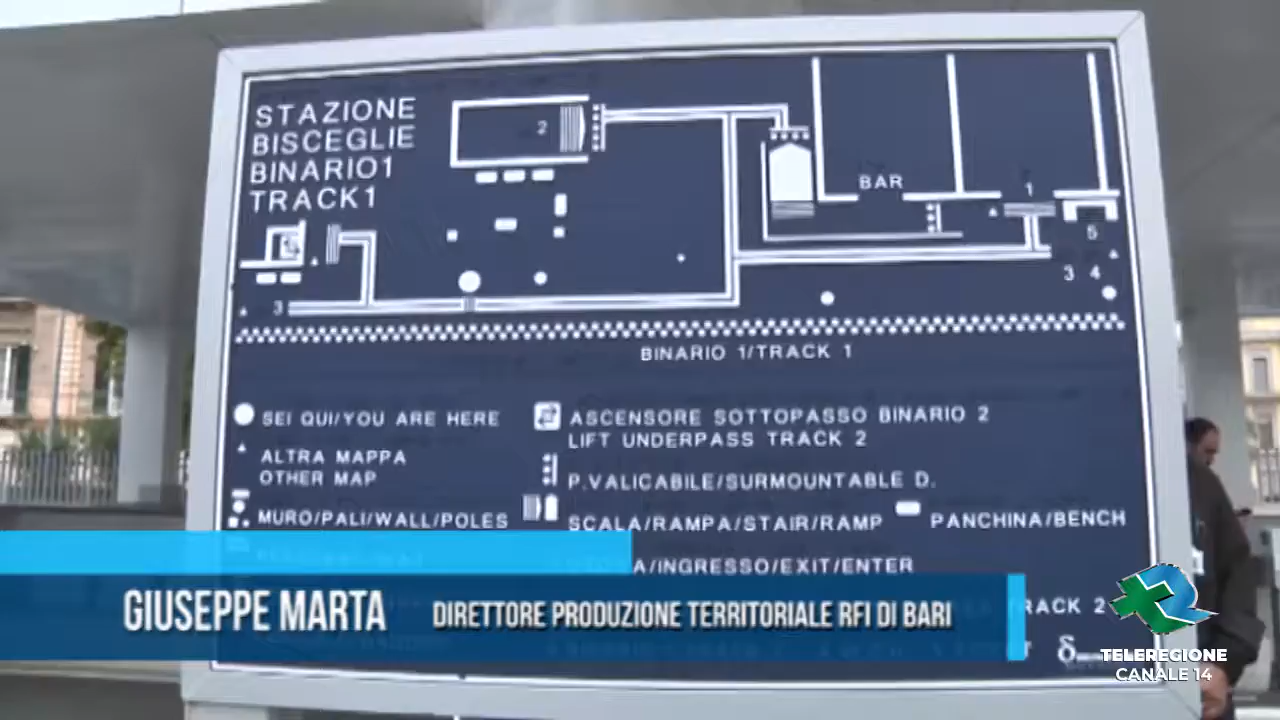 STAZIONE
BISCEGLIE
BINARIO1
TRACK1
2
BAR
1
5
3 4
3
BINARIO 1/TRACK 1
SEI QUI/YOU ARE HERE
ALTRA MAPPA
OTHER MAP
MURO/PALI/WALL/POLES
ASCENSORE SOTTOPASSO BINARIO 2
LIFT UNDERPASS TRACK 2
P.VALICABILE/SURMOUNTABLE D.
SCALA/RAMPA/STAIR/RAMP
PANCHINA/BENCH
/INGRESSO/EXIT/ENTER
TRACK 2
GIUSEPPE MARTA
DIRETTORE PRODUZIONE TERRITORIALE RFI DI BARI
TELEREGIONE
CANALE 14